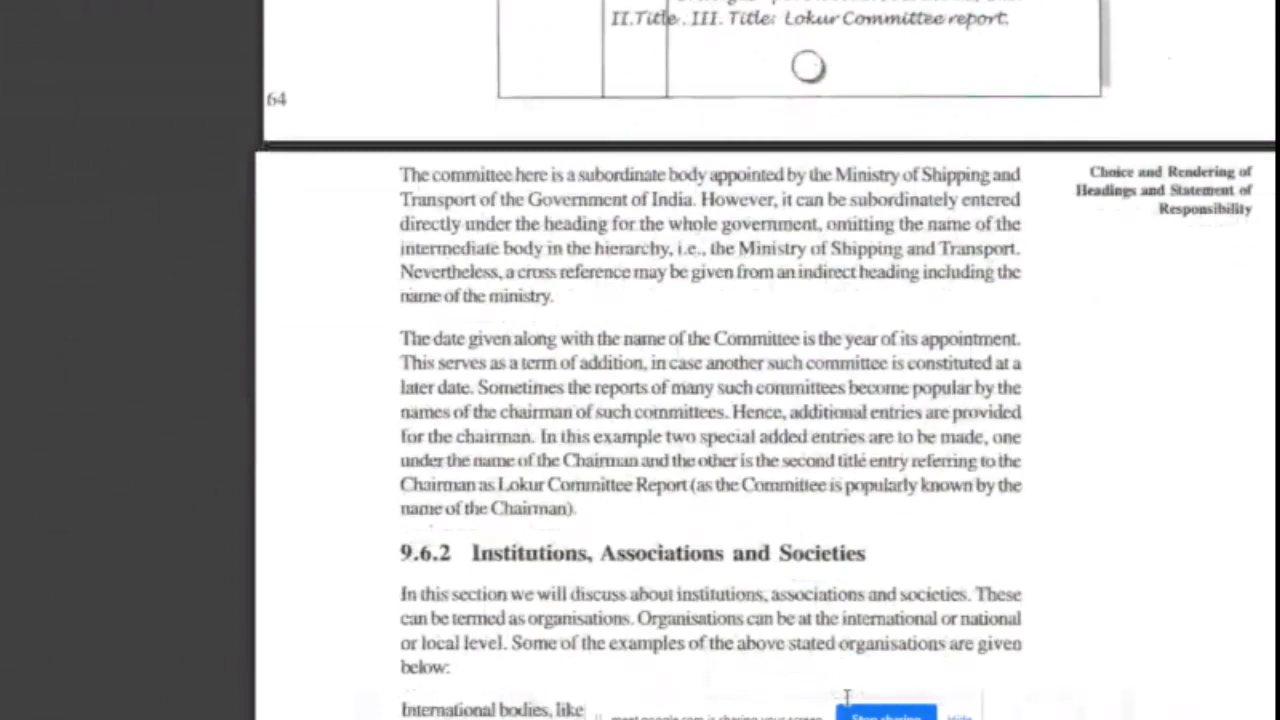 II.Title. III. Title: Lokur Committee report.
64
The committee here is a subordinate body appointed by the Ministry of Shipping and
Transport of the Government of India. However, it can be subordinately entered
directly under the heading for the whole government, omitting the name of the
intermediate body in the hierarchy, i.e., the Ministry of Shipping and Transport.
Nevertheless, a cross reference may be given from an indirect heading including the
name of the ministry.
Choice and Rendering of
Headings and Statement of
Responsibility
The date given along with the name of the Committee is the year of its appointment.
This serves as a term of addition, in case another such committee is constituted at a
later date. Sometimes the reports of many such committees become popular by the
names of the chairman of such committees. Hence, additional entries are provided
for the chairman. In this example two special added entries are to be made, one
under the name of the Chairman and the other is the second title entry referring to the
Chairman as Lokur Committee Report (as the Committee is popularly known by the
name of the Chairman).
9.6.2 Institutions, Associations and Societies
In this section we will discuss about institutions, associations and societies. These
can be termed as organisations. Organisations can be at the international or national
or local level. Some of the examples of the above stated organisations are given
below:
International bodies, like
meet.google.com is sharing your screen.
Stop sharing
Hide